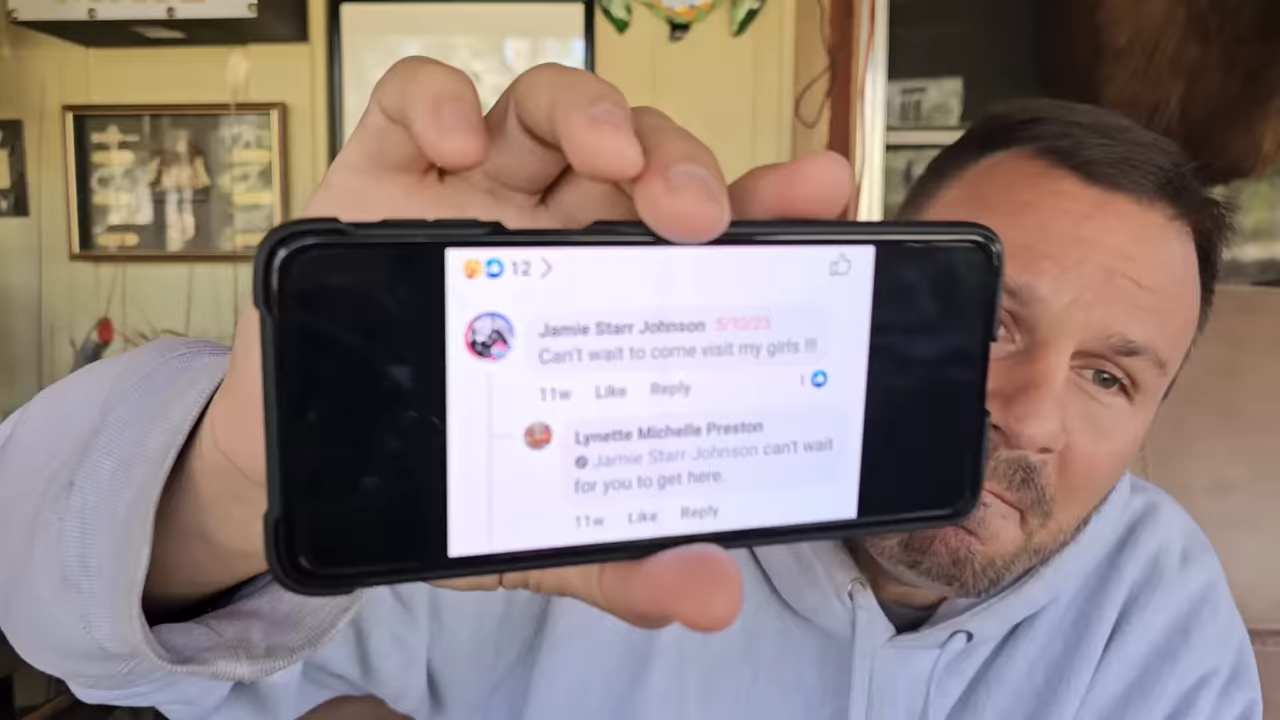 12
Jamie Starr Johnson 5/10/23
Can't wait to come visit my girls !!!
11w Like Reply 1
Lynette Michelle Preston
Jamie Starr Johnson can't wait
for you to get here.
11w Like Reply